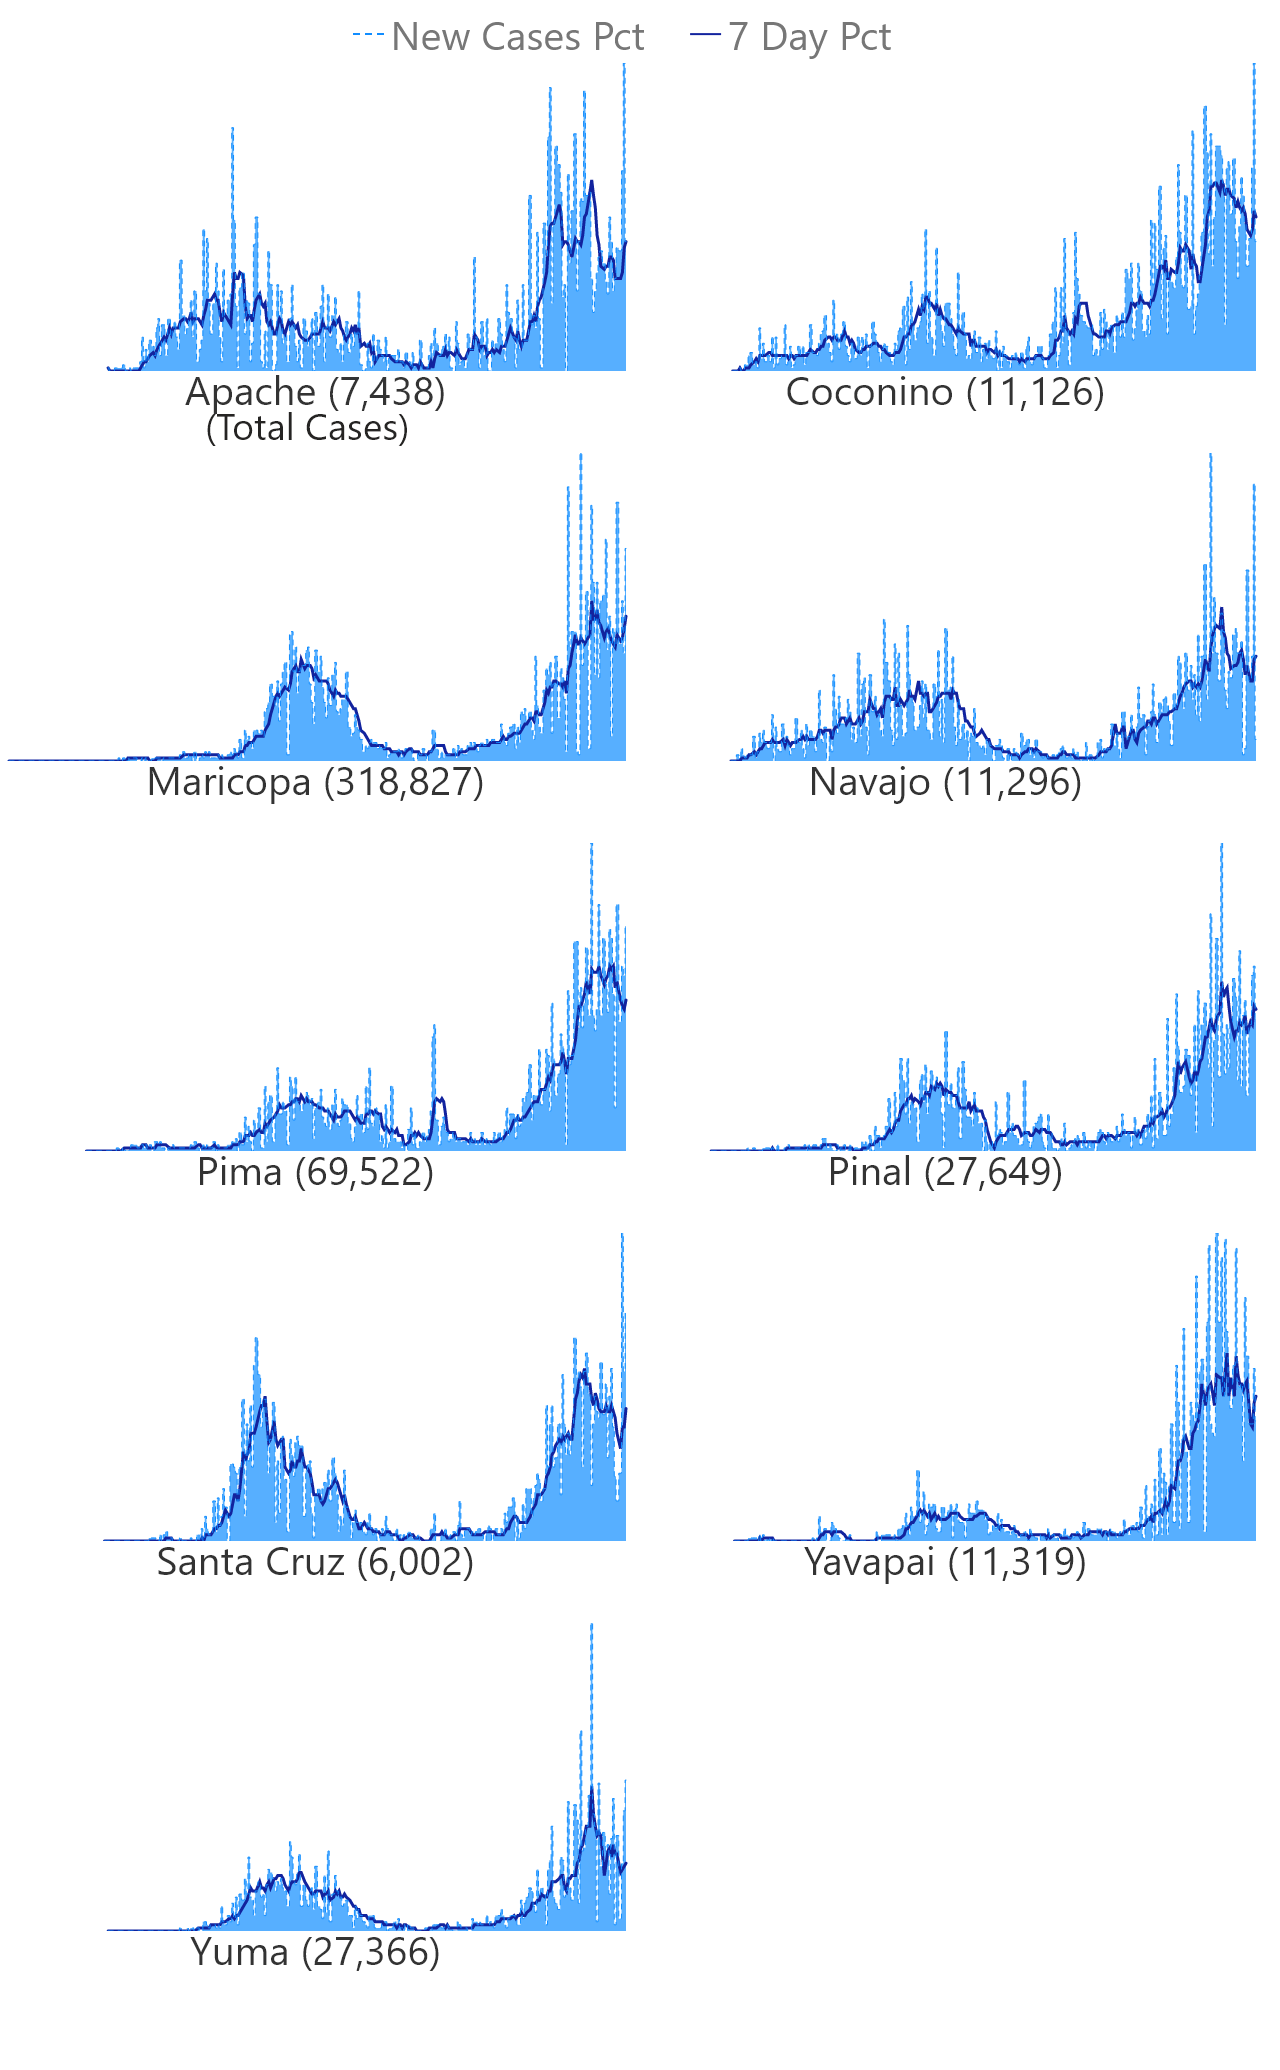 New Cases Pct 7 Day Pct
Apache (7,438) Coconino (11,126)
(Total Cases)
Maricopa (318,827) Navajo (11,296)
Pima (69,522) Pinal (27,649)
Santa Cruz (6,002) Yavapai (11,319)
Yuma (27,366)